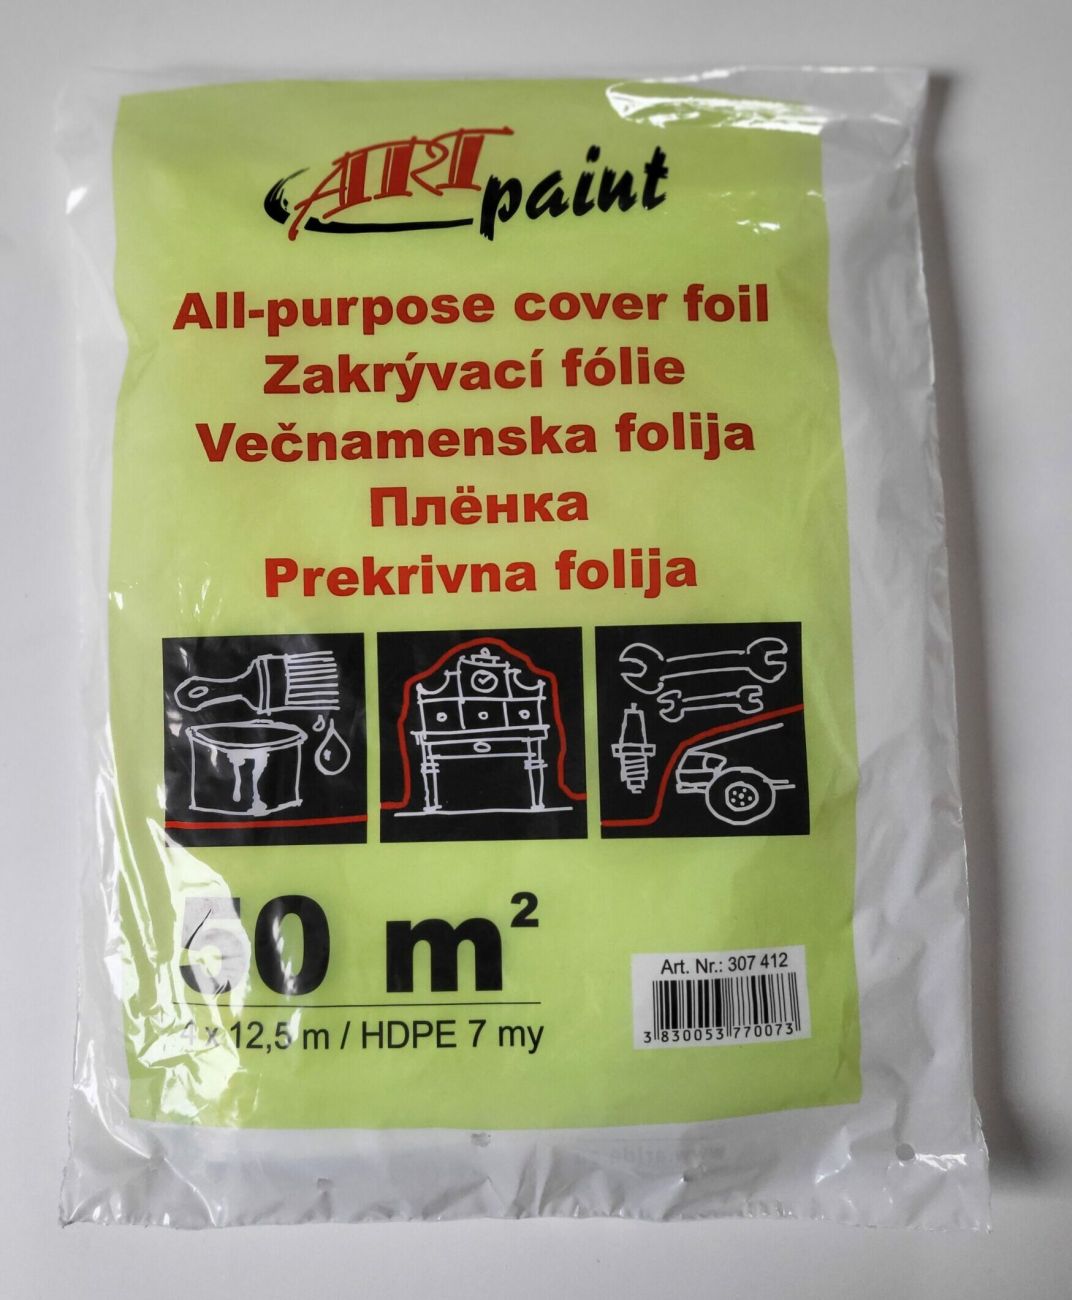 ART paint
All-purpose cover foil
Zakrývací fólie
Večnamenska folija
Плёнка
Prekrivna folija
50 m²
4 x 12,5 m / HDPE 7 my
Art. Nr.: 307 412
3 830053 770073